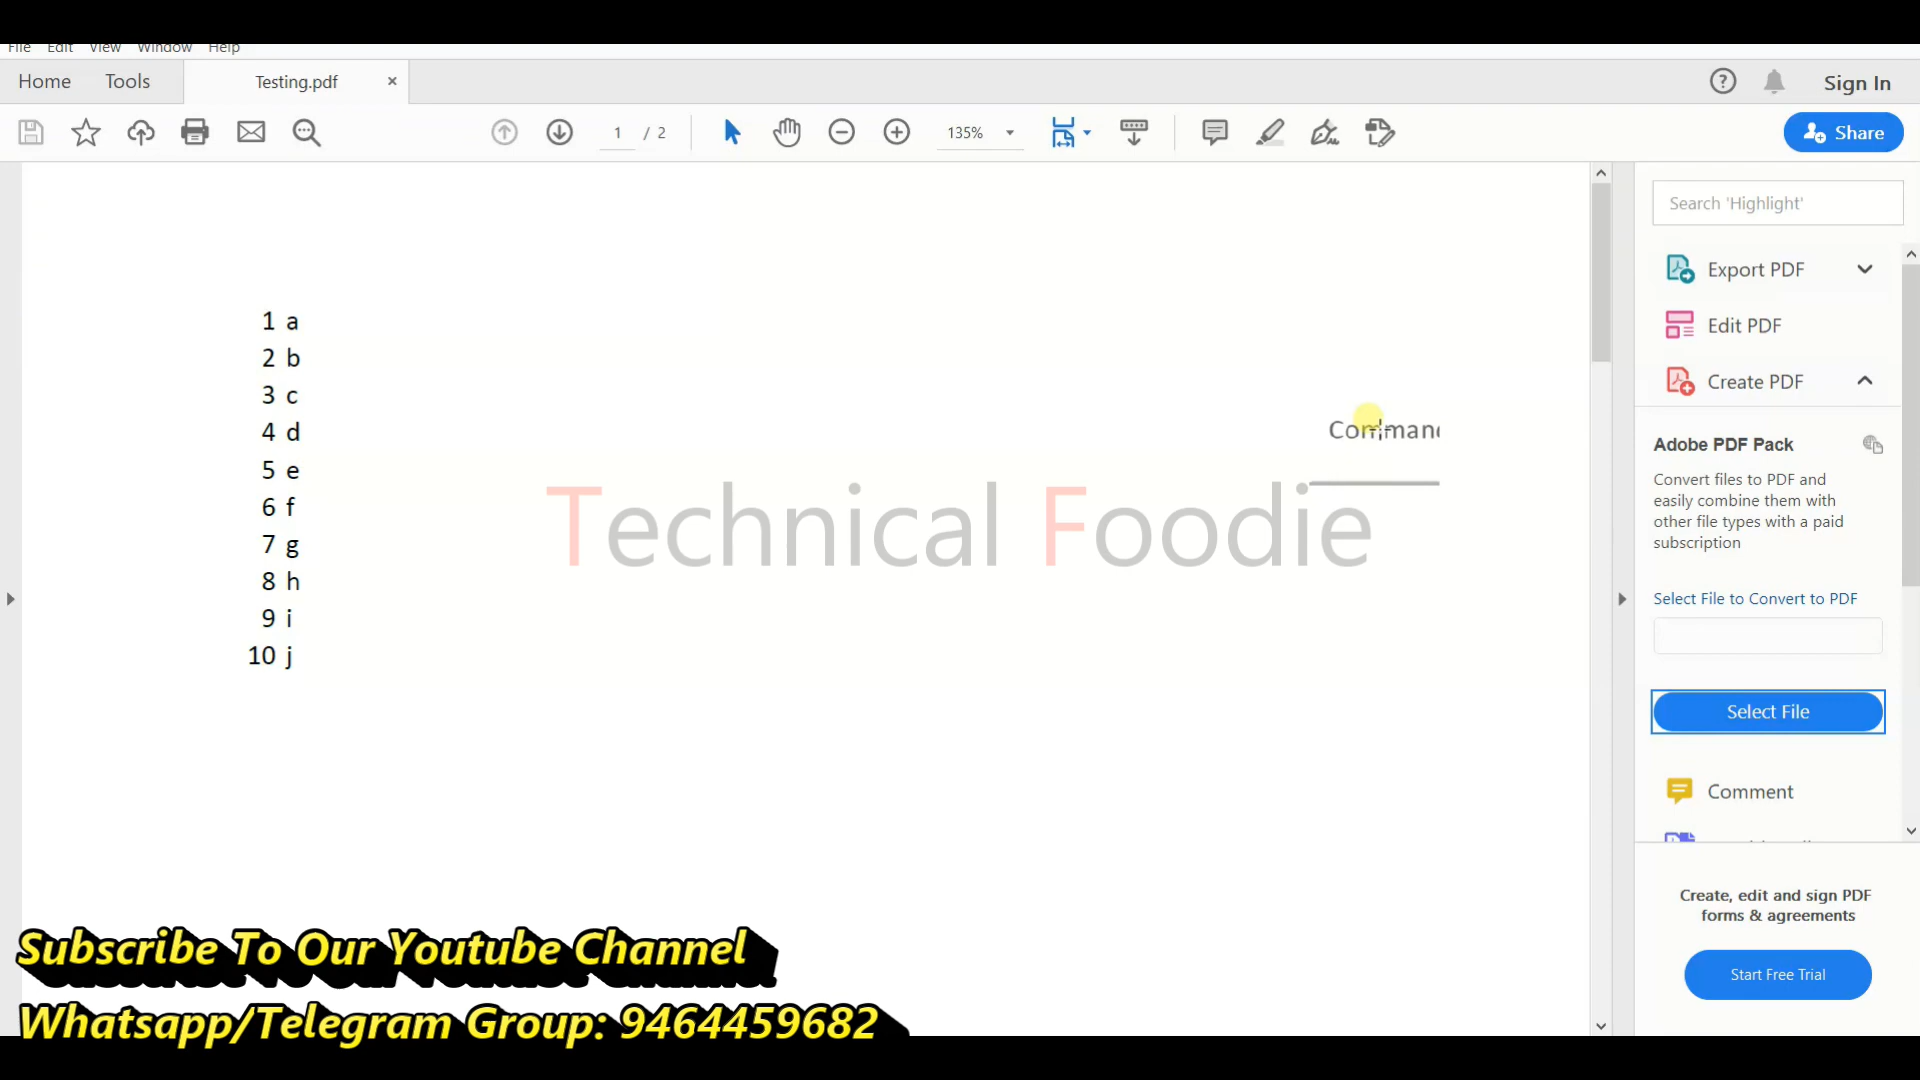 File Edit View Window Help
Home Tools Testing.pdf × Sign In
1 / 2 135% Share
Search 'Highlight'
Export PDF
Edit PDF
Create PDF
Adobe PDF Pack
Convert files to PDF and
easily combine them with
other file types with a paid
subscription
Select File to Convert to PDF
Select File
Comment
Create, edit and sign PDF
forms & agreements
Start Free Trial
1 a
2 b
3 c
4 d
5 e
6 f
7 g
8 h
9 i
10 j
Technical Foodie
Subscribe To Our Youtube Channel
Whatsapp/Telegram Group: 9464459682